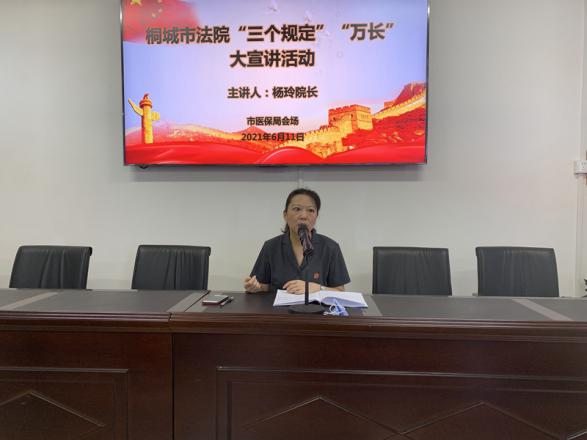 桐城市法院“三个规定”“万长”
大宣讲活动
主讲人：杨玲院长
市医保局会场
2021年6月11日